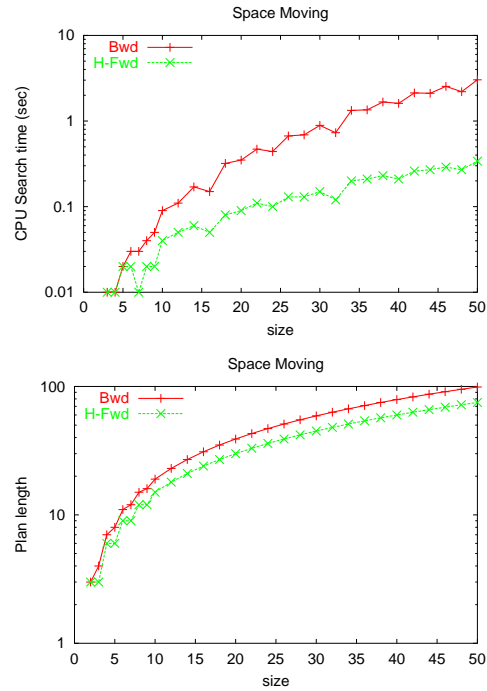 Space Moving
Bwd
H-Fwd
CPU Search time (sec)
10
1
0.1
0.01
0 5 10 15 20 25 30 35 40 45 50
size
Space Moving
Bwd
H-Fwd
Plan length
100
10
1
0 5 10 15 20 25 30 35 40 45 50
size